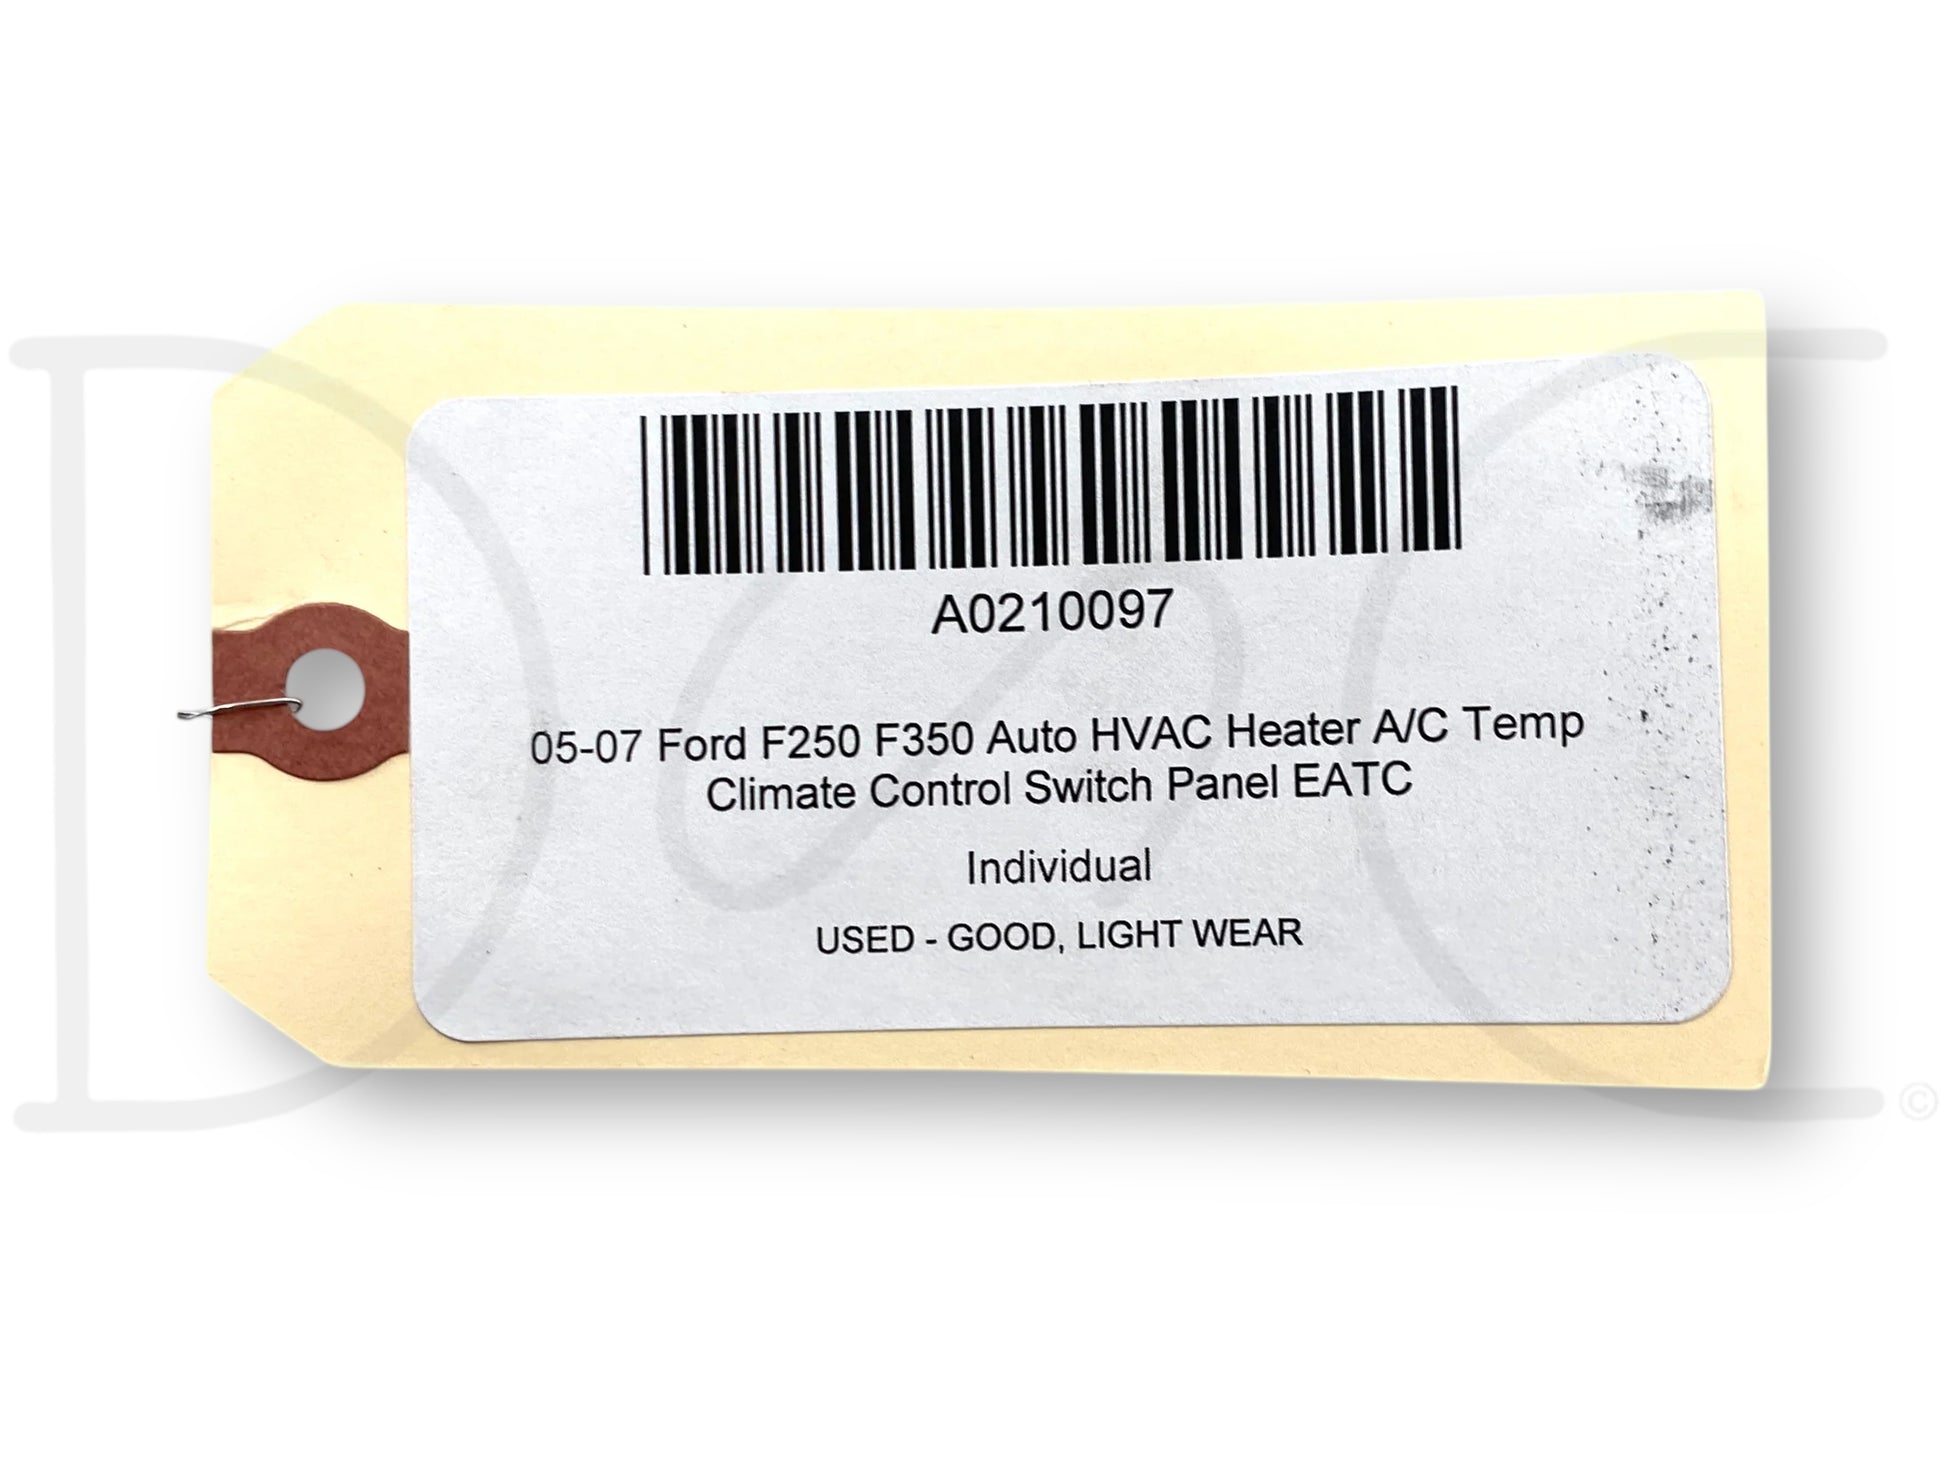 A0210097
05-07 Ford F250 F350 Auto HVAC Heater A/C Temp
Climate Control Switch Panel EATC
Individual
USED - GOOD, LIGHT WEAR
©